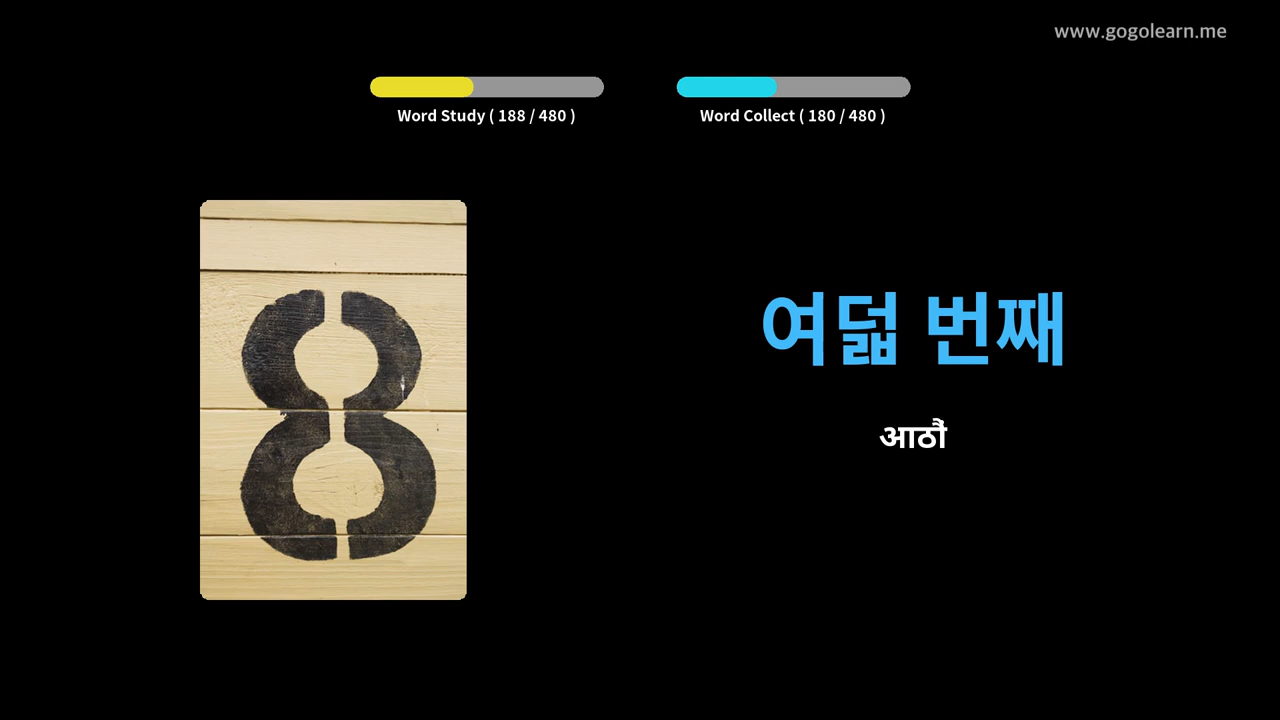 www.gogolearn.me
Word Study ( 188 / 480 )
Word Collect ( 180 / 480 )
8
여덟 번째
आठौं